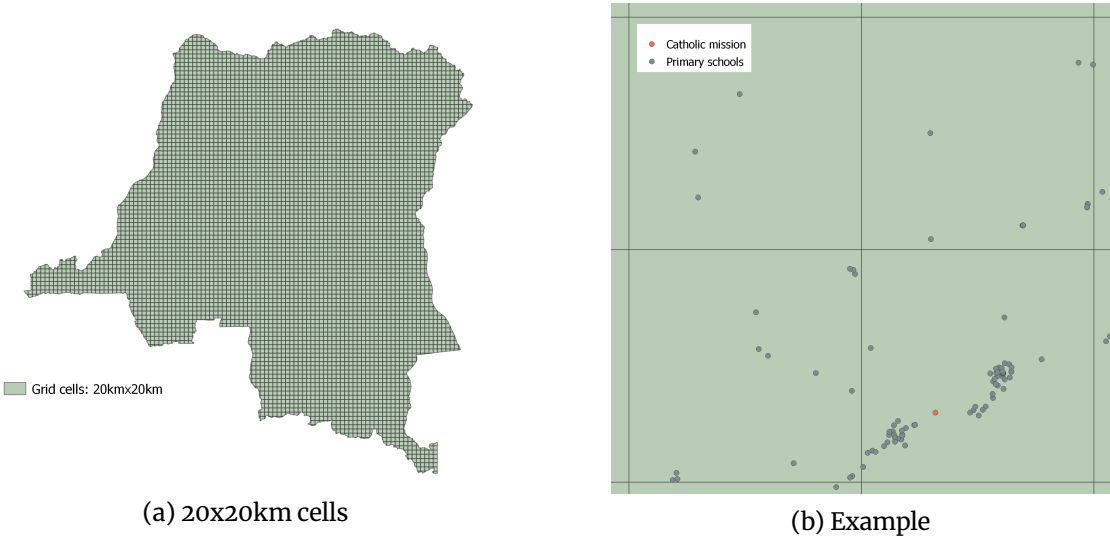 Grid cells: 20kmx20km
(a) 20x20km cells
Catholic mission
Primary schools
(b) Example